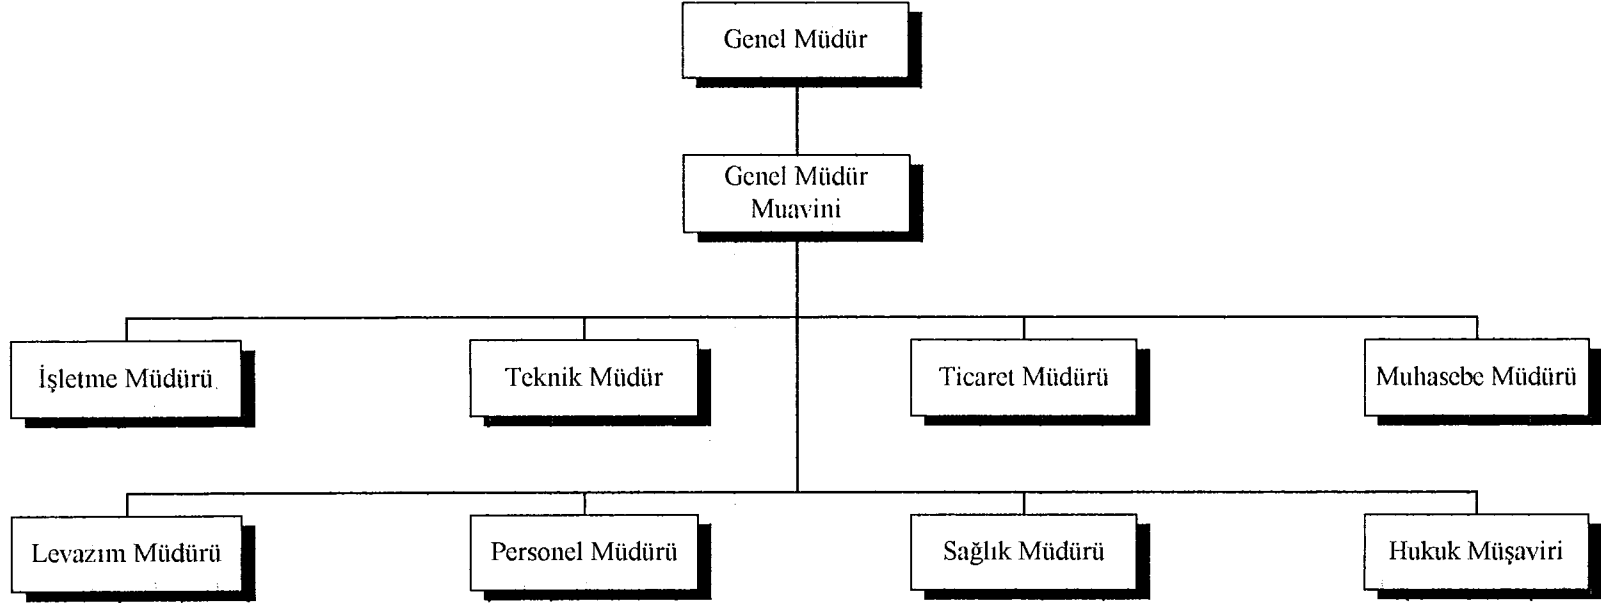 Genel Müdür
Genel Müdür
Muavini
İşletme Müdürü
Teknik Müdür
Ticaret Müdürü
Muhasebe Müdürü
Levazım Müdürü
Personel Müdürü
Sağlık Müdürü
Hukuk Müşaviri